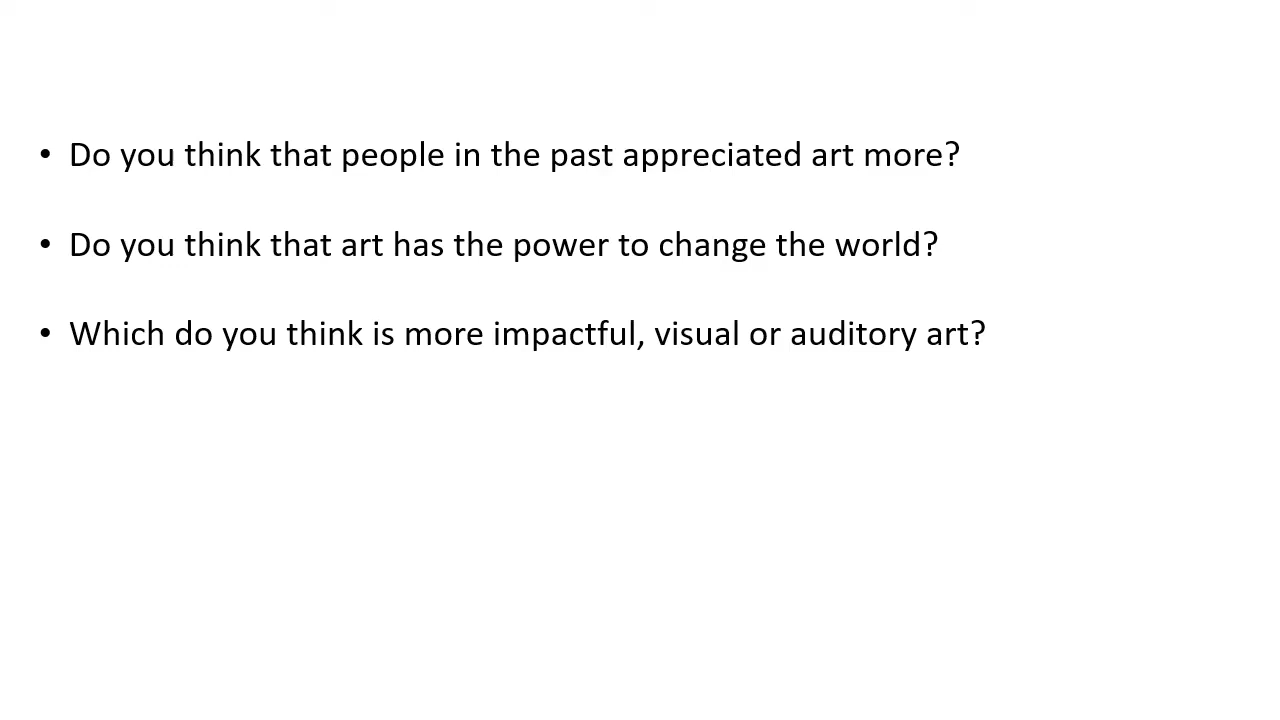 • Do you think that people in the past appreciated art more?
• Do you think that art has the power to change the world?
• Which do you think is more impactful, visual or auditory art?